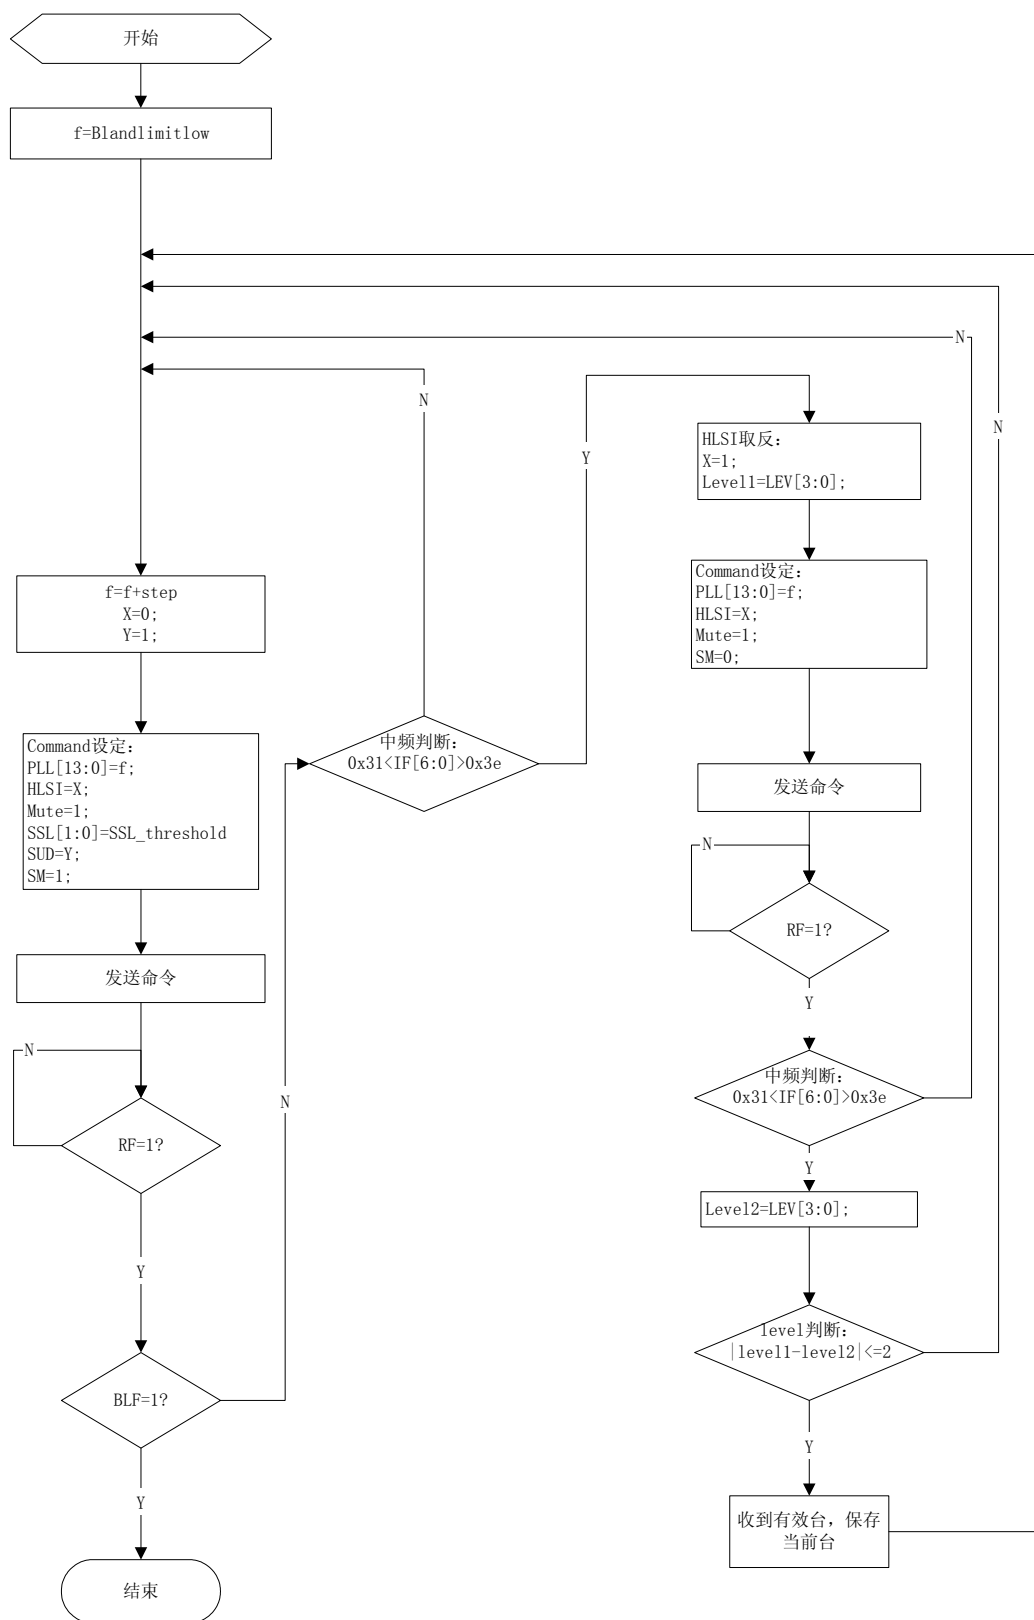 开始
f=Blandlimitlow
N
N
N
Y
HLSI取反：
X=1;
Level1=LEV[3:0];
f=f+step
X=0;
Y=1;
Command设定：
PLL[13:0]=f;
HLSI=X;
Mute=1;
SM=0;
Command设定：
PLL[13:0]=f;
HLSI=X;
Mute=1;
SSL[1:0]=SSL_threshold
SUD=Y;
SM=1;
中频判断：
0x31<IF[6:0]>0x3e
发送命令
N
RF=1?
Y
发送命令
N
RF=1?
Y
N
中频判断：
0x31<IF[6:0]>0x3e
Y
Level2=LEV[3:0];
level判断：
|level1-level2|<=2
Y
BLF=1?
Y
收到有效台，保存
当前台
结束